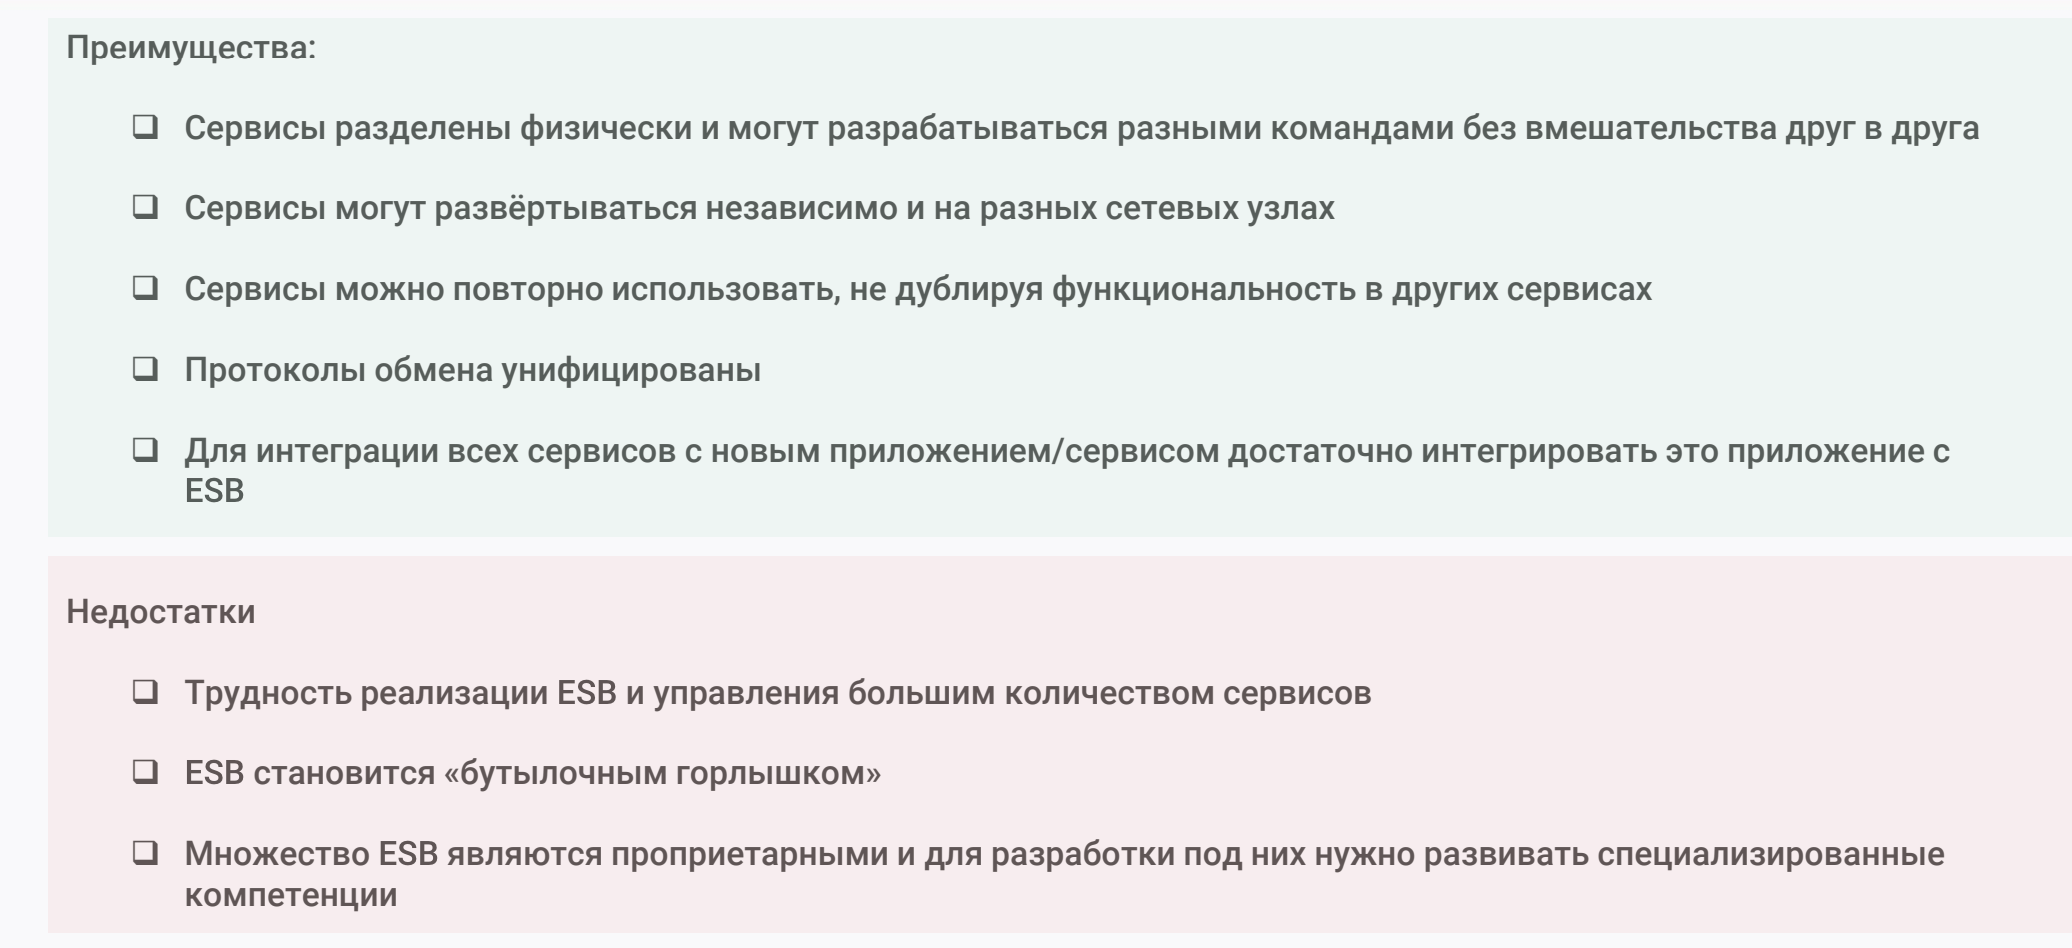 Преимущества:
❑ Сервисы разделены физически и могут разрабатываться разными командами без вмешательства друг в друга
❑ Сервисы могут развёртываться независимо и на разных сетевых узлах
❑ Сервисы можно повторно использовать, не дублируя функциональность в других сервисах
❑ Протоколы обмена унифицированы
❑ Для интеграции всех сервисов с новым приложением/сервисом достаточно интегрировать это приложение с
ESB
Недостатки
❑ Трудность реализации ESB и управления большим количеством сервисов
❑ ESB становится «бутылочным горлышком»
❑ Множество ESB являются проприетарными и для разработки под них нужно развивать специализированные
компетенции